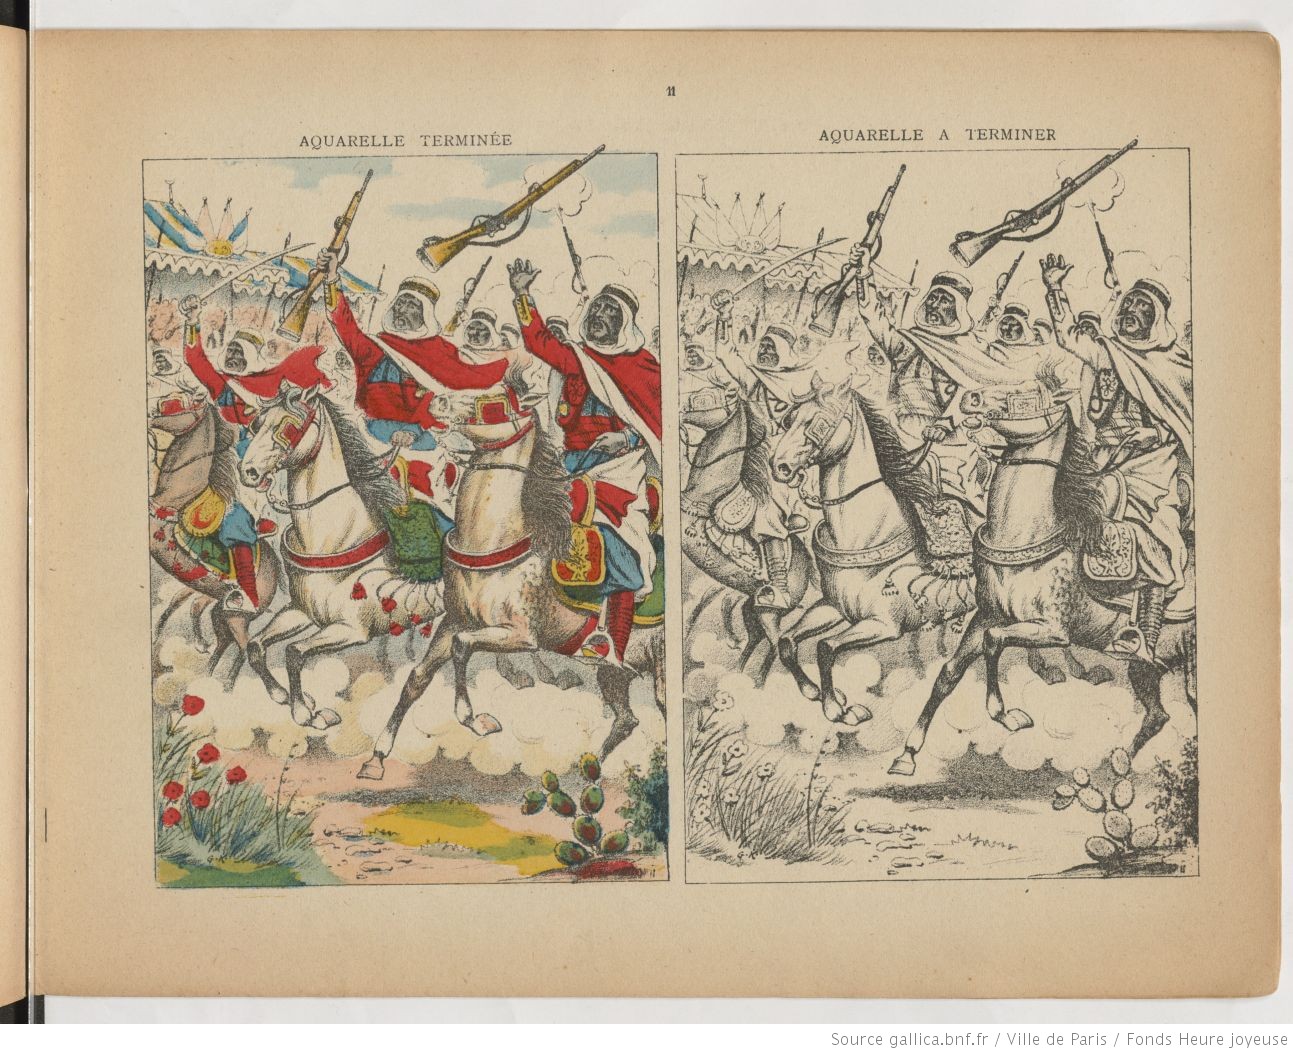 11
AQUARELLE TERMINÉE
AQUARELLE A TERMINER
Source gallica.bnf.fr / Ville de Paris / Fonds Heure joyeuse